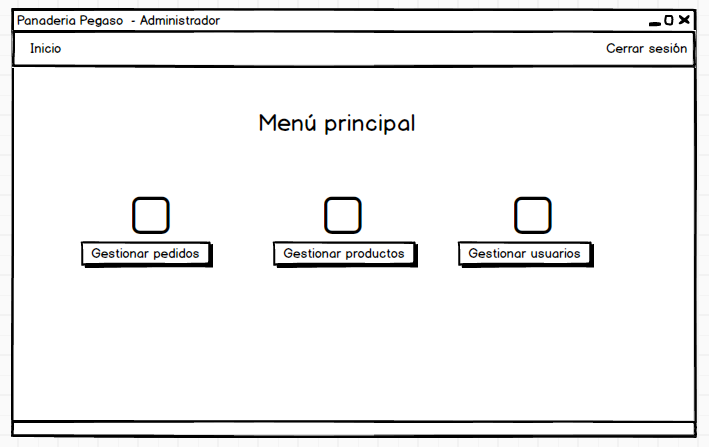 Panaderia Pegaso - Administrador
Inicio
Cerrar sesión
Menú principal
Gestionar pedidos
Gestionar productos
Gestionar usuarios